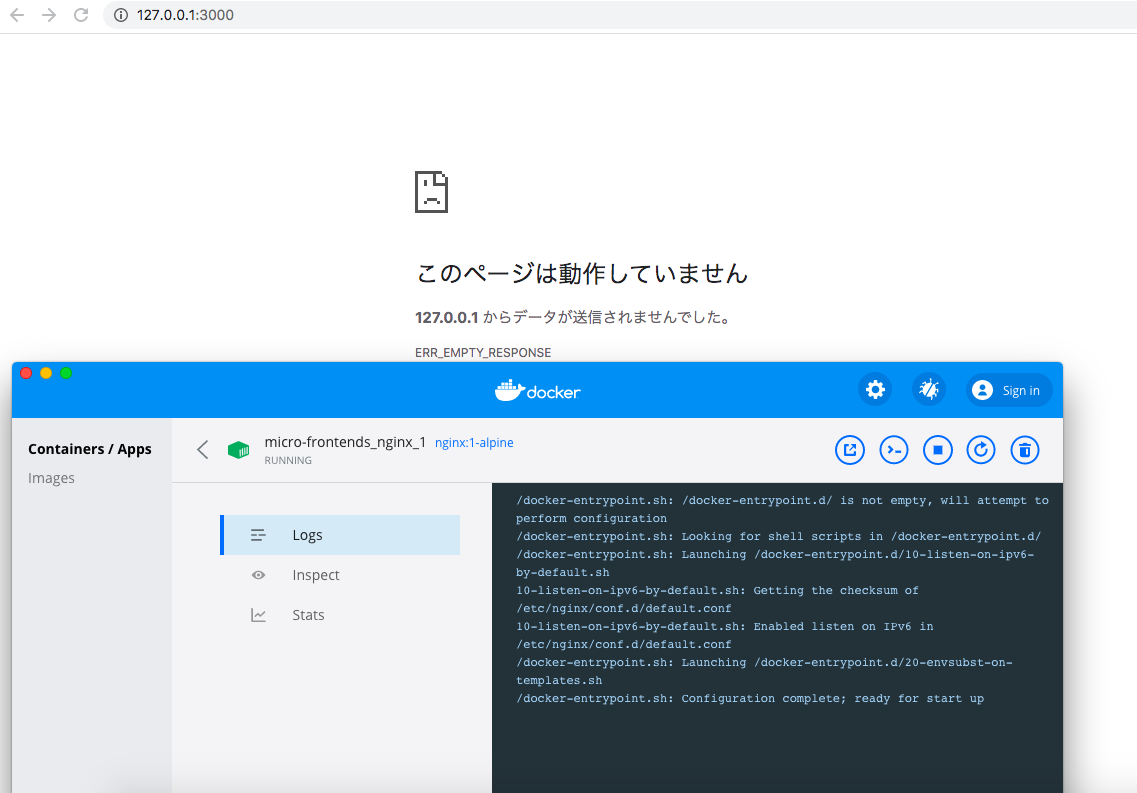 127.0.0.1:3000
このページは動作していません
127.0.0.1 からデータが送信されませんでした。
ERR_EMPTY_RESPONSE
docker
Sign in
Containers / Apps
Images
micro-frontends_nginx_1 nginx:1-alpine
RUNNING
Logs
Inspect
Stats
/docker-entrypoint.sh: /docker-entrypoint.d/ is not empty, will attempt to
perform configuration
/docker-entrypoint.sh: Looking for shell scripts in /docker-entrypoint.d/
/docker-entrypoint.sh: Launching /docker-entrypoint.d/10-listen-on-ipv6-
by-default.sh
10-listen-on-ipv6-by-default.sh: Getting the checksum of
/etc/nginx/conf.d/default.conf
10-listen-on-ipv6-by-default.sh: Enabled listen on IPv6 in
/etc/nginx/conf.d/default.conf
/docker-entrypoint.sh: Launching /docker-entrypoint.d/20-envsubst-on-
templates.sh
/docker-entrypoint.sh: Configuration complete; ready for start up